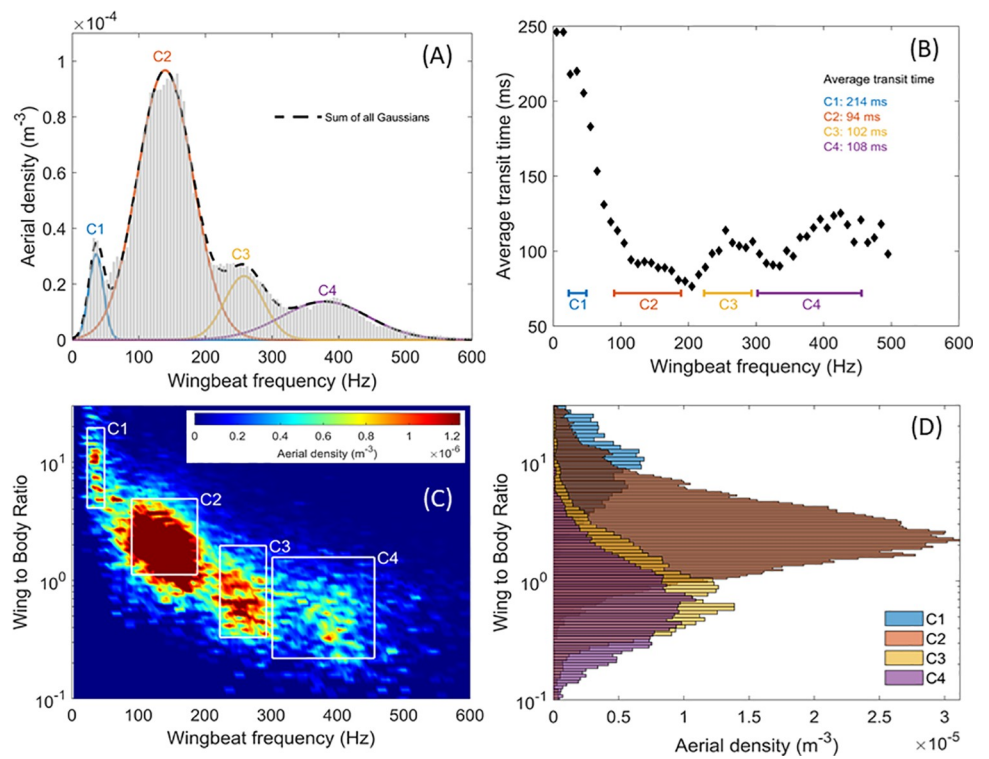 ×10⁻⁴
(A)
C2
1
0.8
Sum of all Gaussians
0.6
0.4
C1
C3
0.2
C4
0
0 100 200 300 400 500 600
Aerial density (m⁻³)
Wingbeat frequency (Hz)
250
(B)
Average transit time
C1: 214 ms
200
C2: 94 ms
C3: 102 ms
C4: 108 ms
150
100
C1 C2 C3 C4
50
0 100 200 300 400 500 600
Average transit time (ms)
Wingbeat frequency (Hz)
C1
0 0.2 0.4 0.6 0.8 1 1.2
Aerial density (m⁻³) ×10⁻⁶
10¹
C2
(C)
C3
C4
10⁰
10⁻¹
0 100 200 300 400 500 600
Wing to Body Ratio
Wingbeat frequency (Hz)
(D)
10¹
10⁰
C1
C2
C3
C4
10⁻¹
0 0.5 1 1.5 2 2.5 3
Wing to Body Ratio
Aerial density (m⁻³) ×10⁻⁵